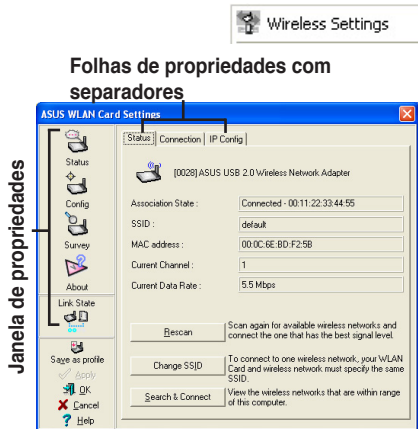 Wireless Settings
Folhas de propriedades com
separadores
ASUS WLAN Card Settings
Status Connection IP Config
Janela de propriedades
Status
Config
Survey
About
Link State
Save as profile
Apply
OK
Cancel
Help
[0028] ASUS USB 2.0 Wireless Network Adapter
Association State : Connected - 00:11:22:33:44:55
SSID : default
MAC address : 00:0C:6E:BD:F2:5B
Current Channel : 1
Current Data Rate : 5.5 Mbps
Rescan
Scan again for available wireless networks and
connect the one that has the best signal level.
Change SSID
To connect to one wireless network, your WLAN
Card and wireless network must specify the same
SSID.
Search & Connect
View the wireless networks that are within range
of this computer.